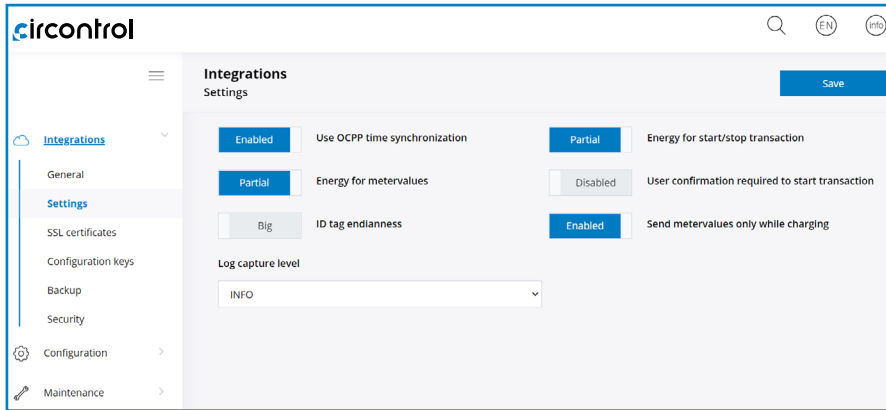 circontrol
EN
info
Integrations
Settings
Save
Integrations
General
Settings
SSL certificates
Configuration keys
Backup
Security
Configuration
Maintenance
Enabled Use OCPP time synchronization
Partial Energy for start/stop transaction
Partial Energy for metervalues
Disabled User confirmation required to start transaction
Big ID tag endianness
Enabled Send metervalues only while charging
Log capture level
INFO